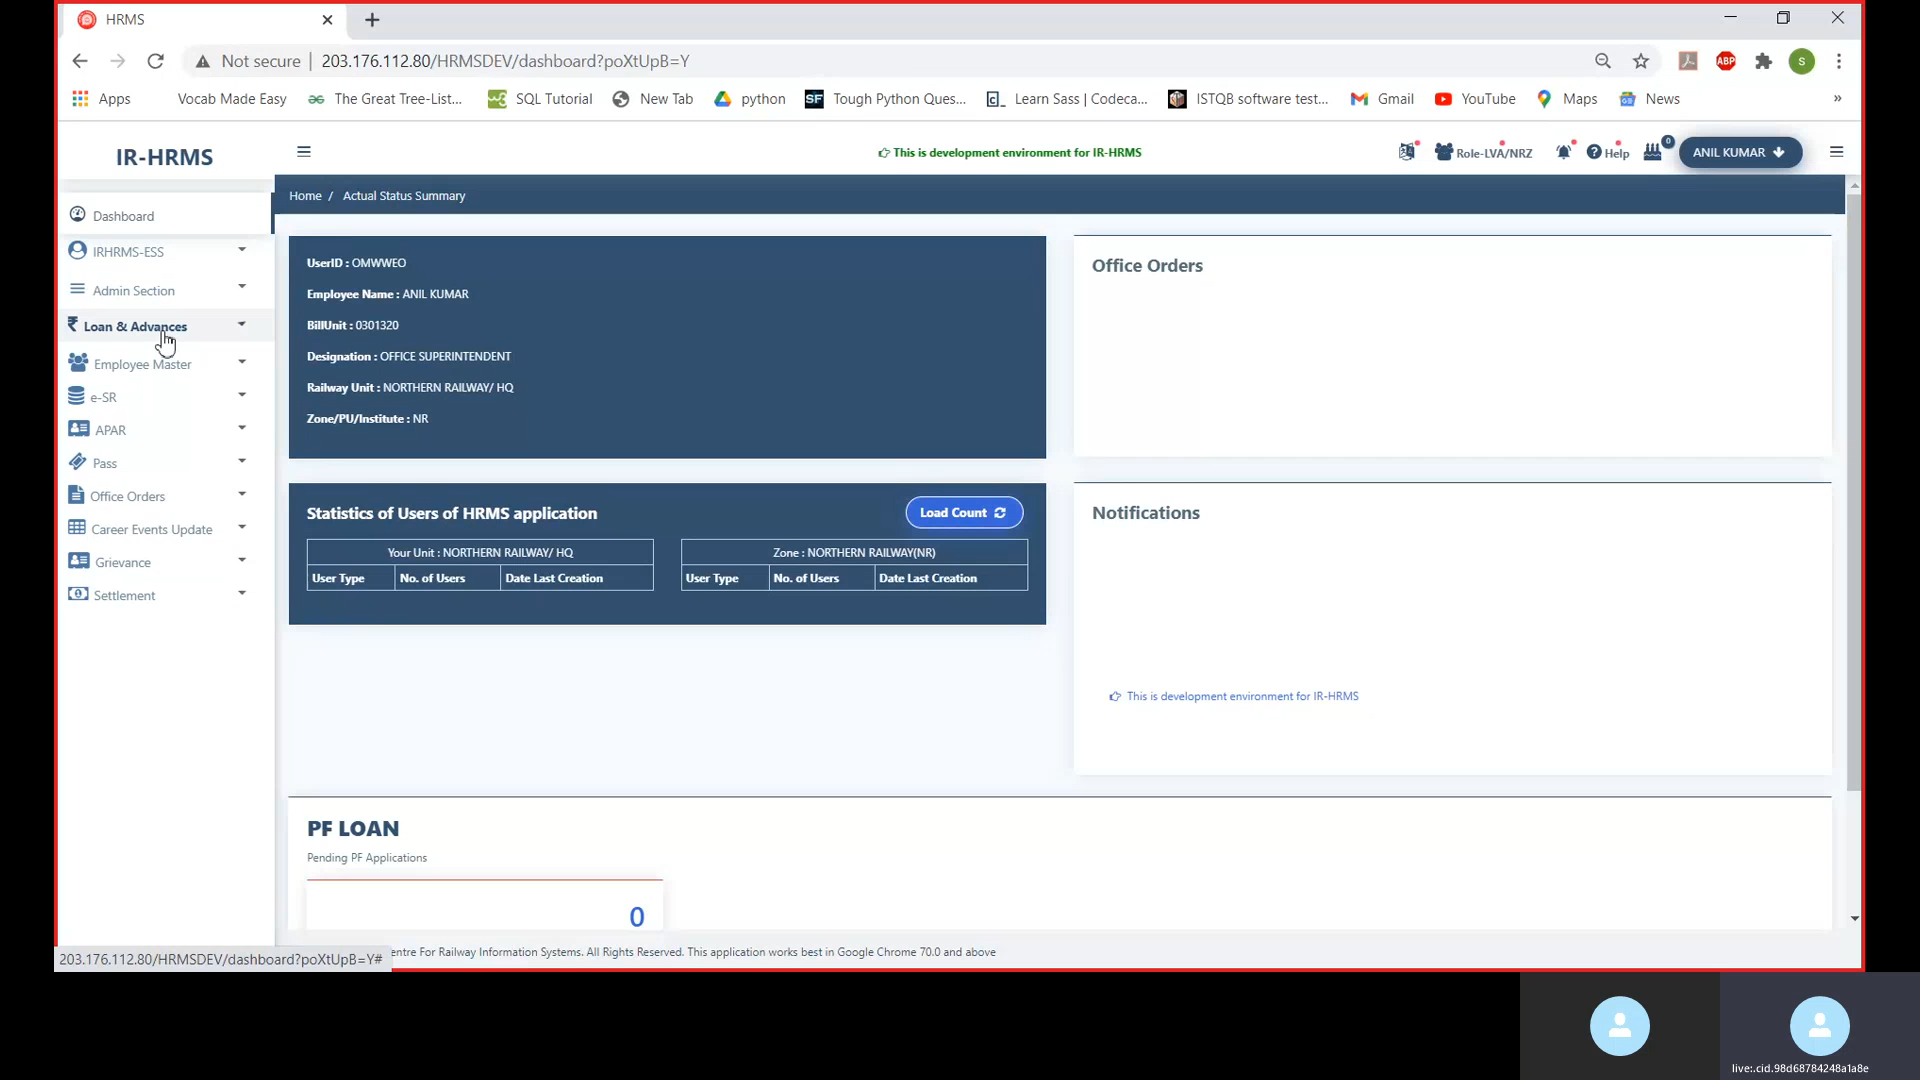 HRMS
Not secure | 203.176.112.80/HRMSDEV/dashboard?poXtUpB=Y
ABP
S
Apps Vocab Made Easy The Great Tree-List... SQL Tutorial New Tab python SF Tough Python Ques... Learn Sass | Codeca... ISTQB software test... Gmail YouTube Maps News »
IR-HRMS
This is development environment for IR-HRMS
Role-LVA/NRZ
Help
0
ANIL KUMAR
Home / Actual Status Summary
Dashboard
IRHRMS-ESS
Admin Section
Loan & Advances
Employee Master
e-SR
APAR
Pass
Office Orders
Career Events Update
Grievance
Settlement
UserID : OMWWEO
Employee Name : ANIL KUMAR
BillUnit : 0301320
Designation : OFFICE SUPERINTENDENT
Railway Unit : NORTHERN RAILWAY/ HQ
Zone/PU/Institute : NR
Office Orders
Statistics of Users of HRMS application
Load Count
Your Unit : NORTHERN RAILWAY/ HQ
User Type No. of Users Date Last Creation
Zone : NORTHERN RAILWAY(NR)
User Type No. of Users Date Last Creation
Notifications
This is development environment for IR-HRMS
PF LOAN
Pending PF Applications
0
203.176.112.80/HRMSDEV/dashboard?poXtUpB=Y#
entre For Railway Information Systems. All Rights Reserved. This application works best in Google Chrome 70.0 and above
live:.cid.98d68784248a1a8e